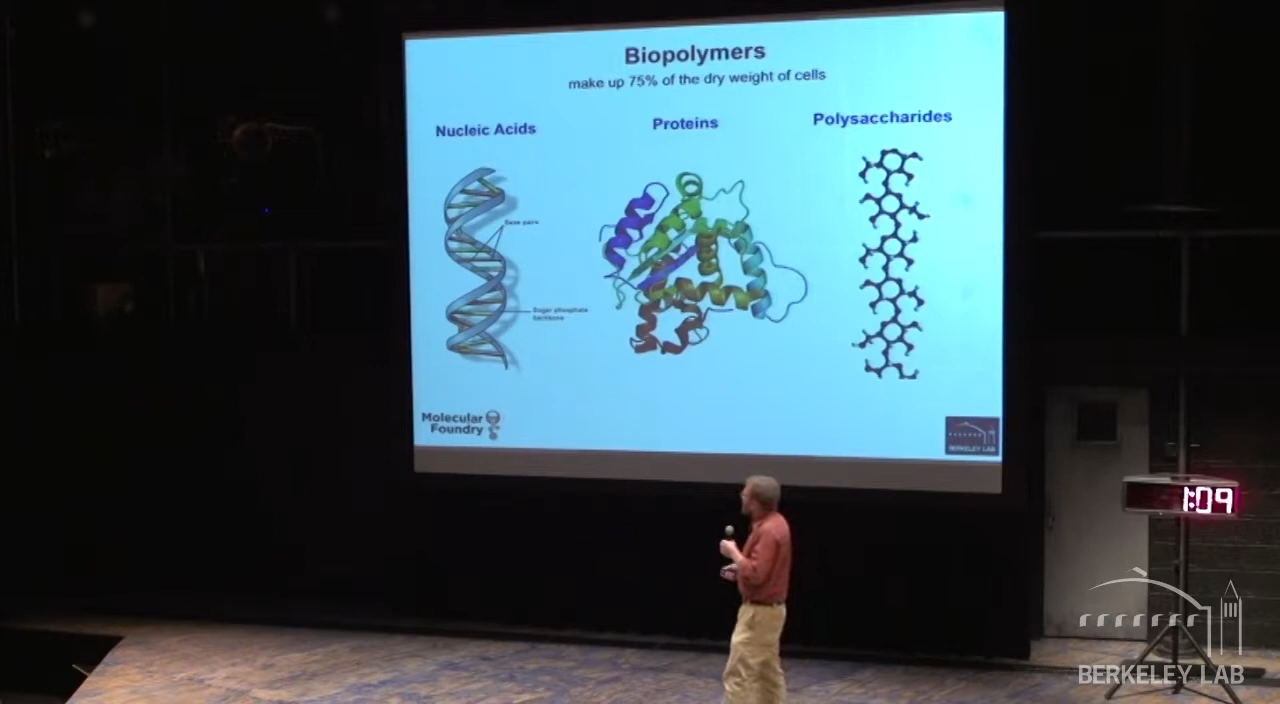 Biopolymers
make up 75% of the dry weight of cells
Nucleic Acids
Proteins
Polysaccharides
Base pairs
Sugar phosphate
backbone
Molecular
Foundry
BERKELEY LAB
1:09
BERKELEY LAB